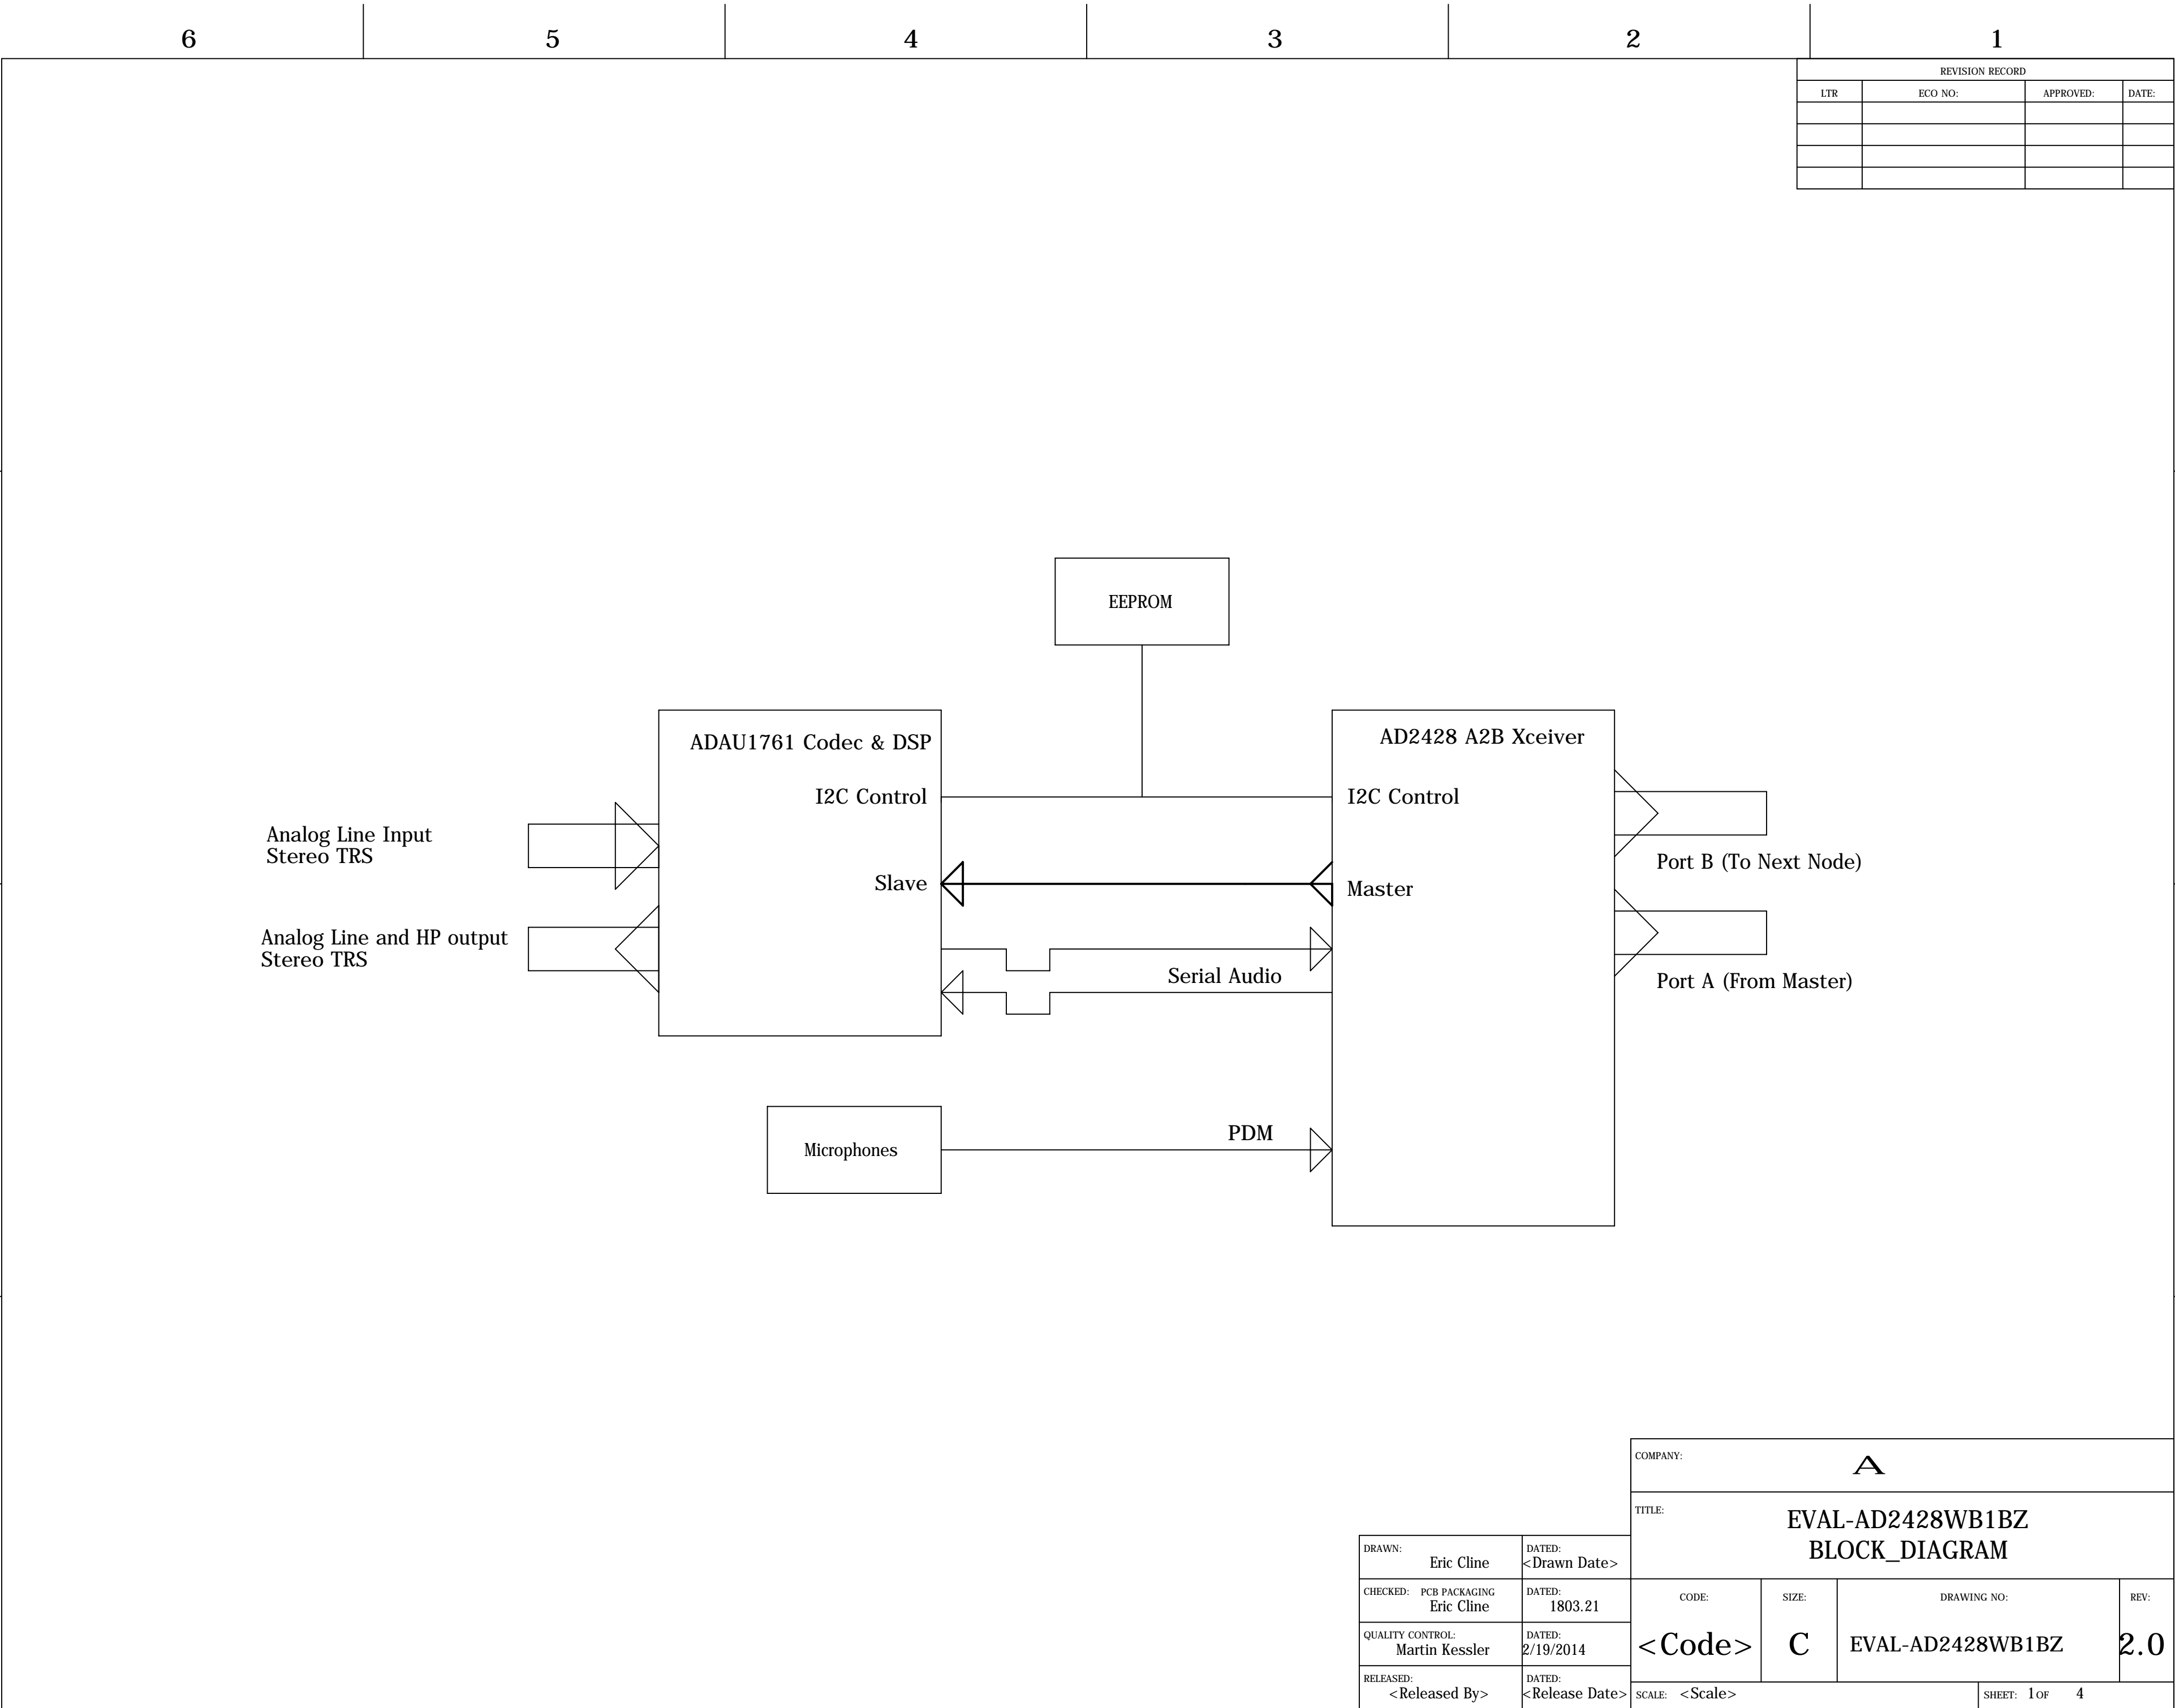 6 5 4 3 2 1
REVISION RECORD
LTR ECO NO: APPROVED: DATE:
EEPROM
ADAU1761 Codec & DSP
AD2428 A2B Xceiver
I2C Control
I2C Control
Analog Line Input
Stereo TRS
Port B (To Next Node)
Slave
Master
Analog Line and HP output
Stereo TRS
Serial Audio
Port A (From Master)
PDM
Microphones
COMPANY:
A
TITLE:
EVAL-AD2428WB1BZ
BLOCK_DIAGRAM
DRAWN:
Eric Cline
DATED:
<Drawn Date>
CHECKED: PCB PACKAGING
Eric Cline
DATED:
1803.21
QUALITY CONTROL:
Martin Kessler
DATED:
2/19/2014
RELEASED:
<Released By>
DATED:
<Release Date>
CODE:
<Code>
SIZE:
C
DRAWING NO:
EVAL-AD2428WB1BZ
REV:
2.0
SCALE: <Scale>
SHEET: 1 OF 4